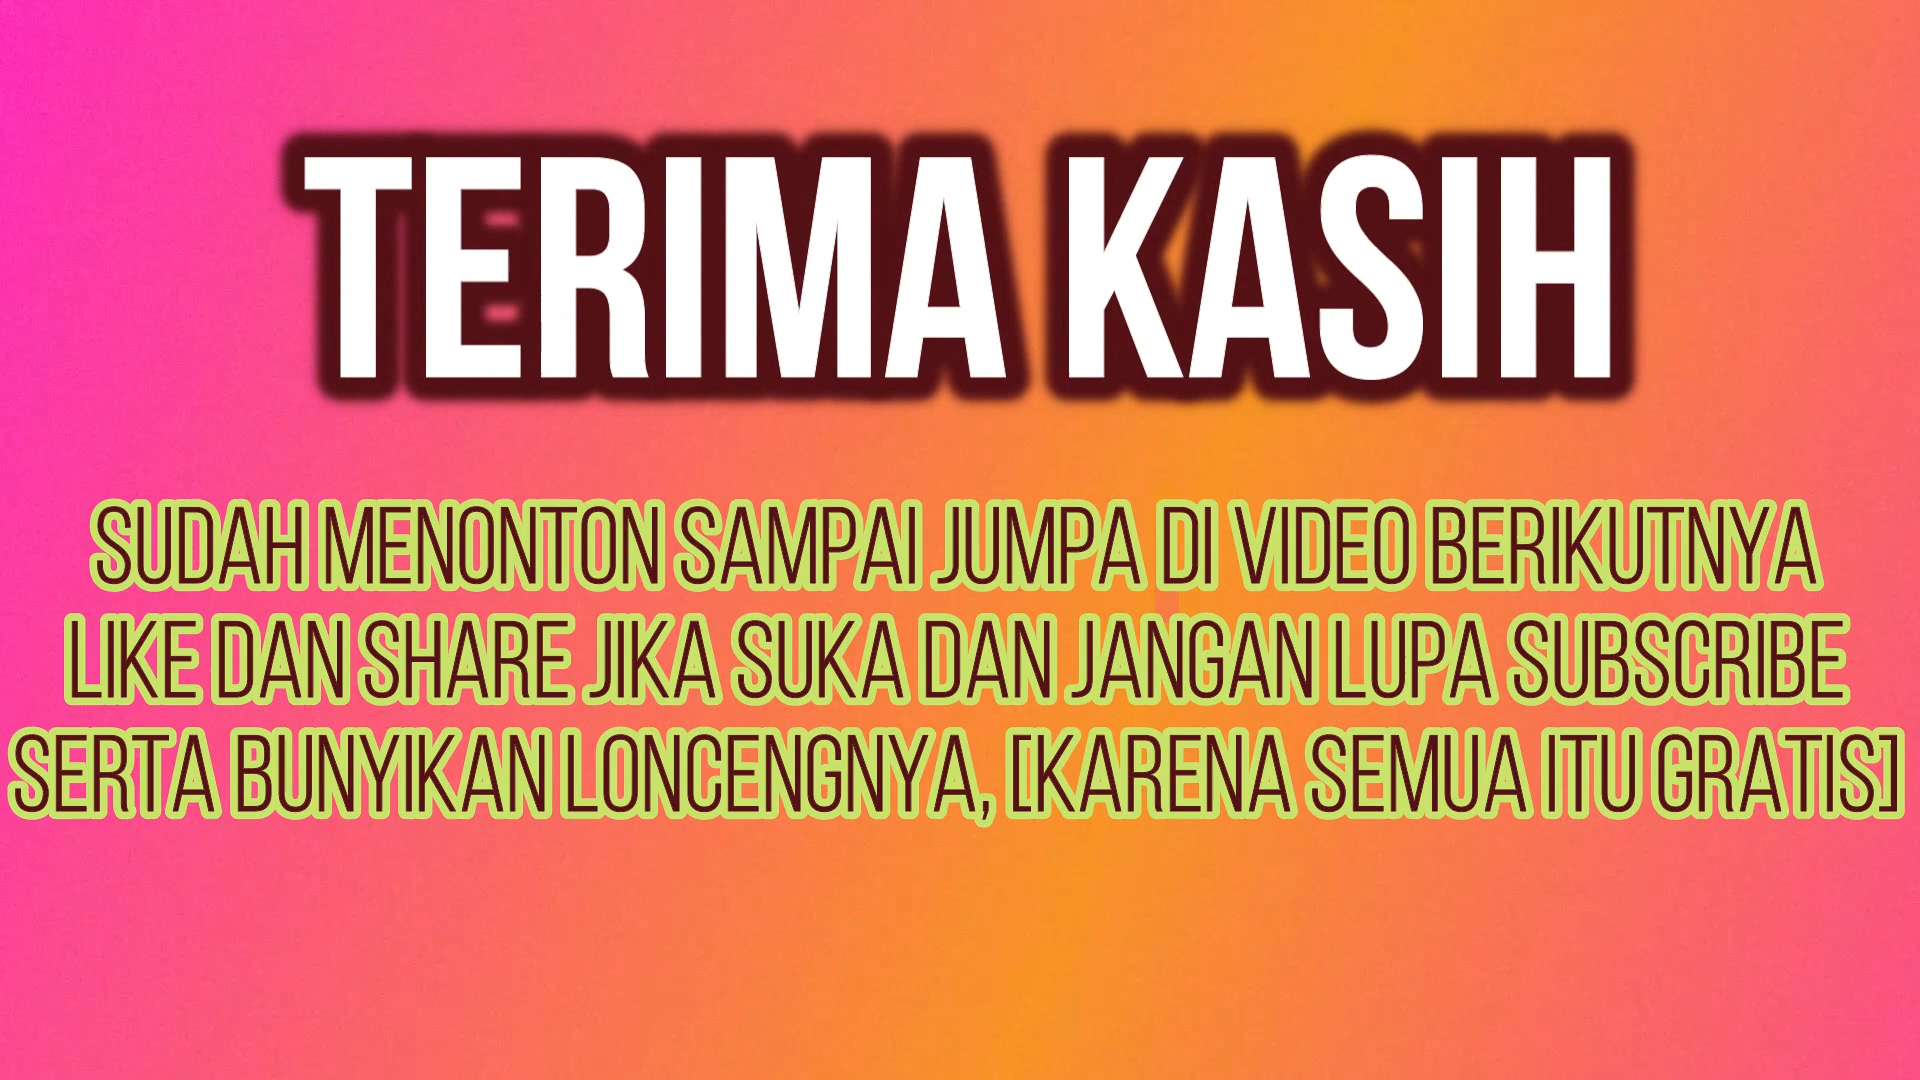 TERIMA KASIH
SUDAH MENONTON SAMPAI JUMPA DI VIDEO BERIKUTNYA
LIKE DAN SHARE JIKA SUKA DAN JANGAN LUPA SUBSCRIBE
SERTA BUNYIKAN LONCENGNYA, [KARENA SEMUA ITU GRATIS]